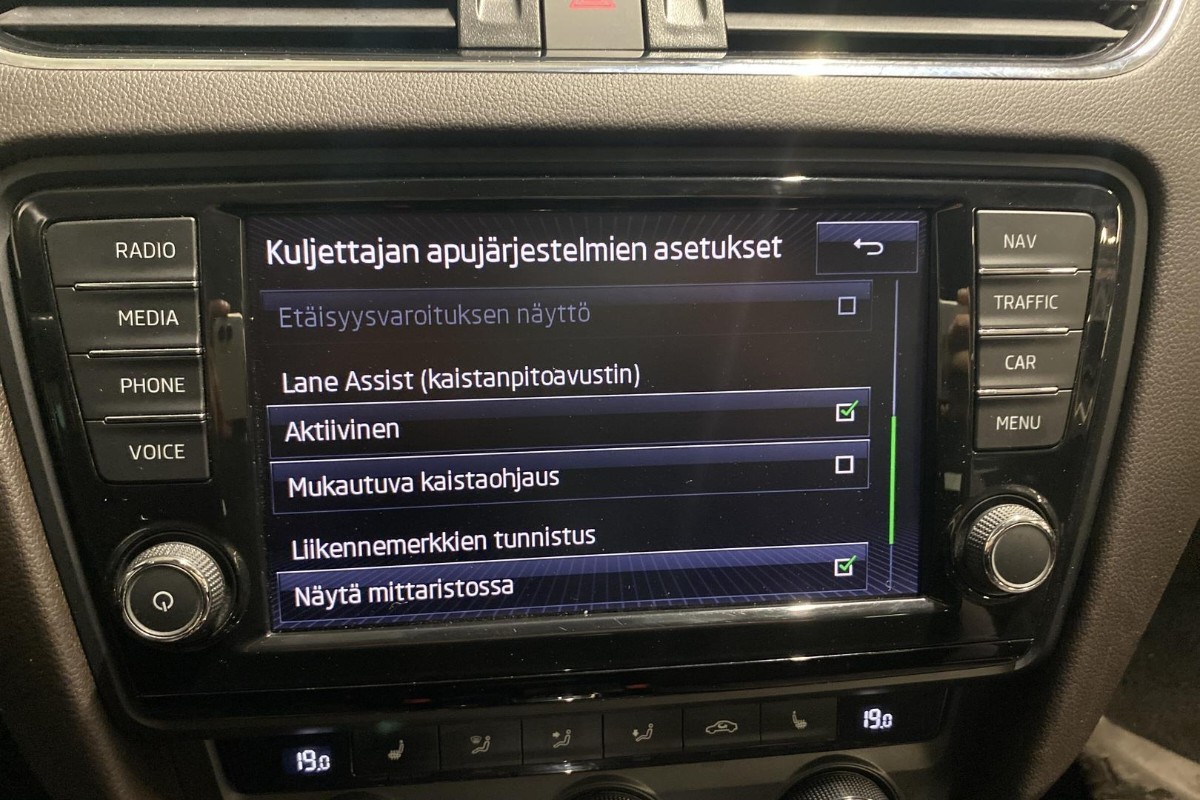 RADIO
MEDIA
PHONE
VOICE
Kuljettajan apujärjestelmien asetukset
Etäisyysvaroituksen näyttö
Lane Assist (kaistanpitoavustin)
Aktiivinen
Mukautuva kaistaohjaus
Liikennemerkkien tunnistus
Näytä mittaristossa
NAV
TRAFFIC
CAR
MENU
19.0
19.0